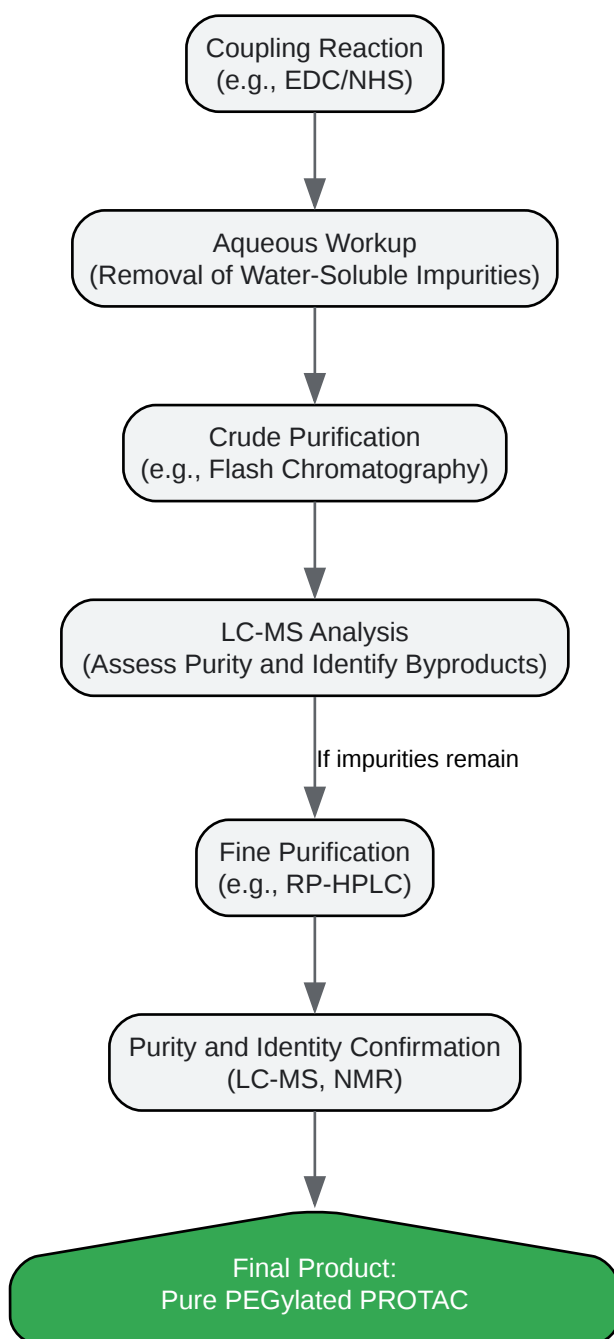 Coupling Reaction
(e.g., EDC/NHS)
Aqueous Workup
(Removal of Water-Soluble Impurities)
Crude Purification
(e.g., Flash Chromatography)
LC-MS Analysis
(Assess Purity and Identify Byproducts)
If impurities remain
Fine Purification
(e.g., RP-HPLC)
Purity and Identity Confirmation
(LC-MS, NMR)
Final Product:
Pure PEGylated PROTAC